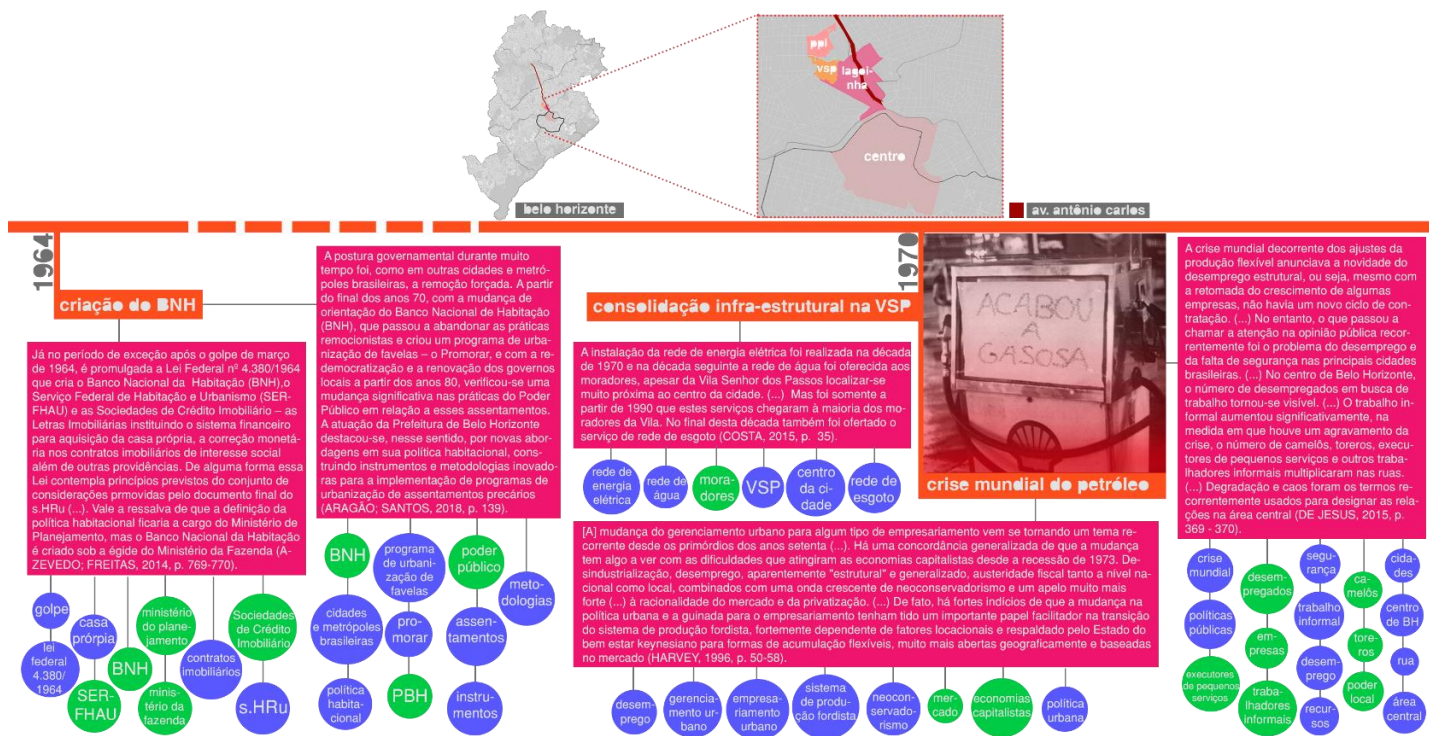 ppl
vsp
lagoi-
nha
centro
belo horizonte
av. antônio carlos
1964
criação do BNH
Já no período de exceção após o golpe de março
de 1964, é promulgada a Lei Federal nº 4.380/1964
que cria o Banco Nacional da Habitação (BNH),o
Serviço Federal de Habitação e Urbanismo (SER-
FHAU) e as Sociedades de Crédito Imobiliário – as
Letras Imobiliárias instituindo o sistema financeiro
para aquisição da casa própria, a correção monetá-
ria nos contratos imobiliários de interesse social
além de outras providências. De alguma forma essa
Lei contempla princípios previstos do conjunto de
considerações prmovidas pelo documento final do
s.HRu (...). Vale a ressalva de que a definição da
política habitacional ficaria a cargo do Ministério de
Planejamento, mas o Banco Nacional da Habitação
é criado sob a égide do Ministério da Fazenda (A-
ZEVEDO; FREITAS, 2014, p. 769-770).
golpe
lei
federal
4.380/
1964
casa
prórpia
SER-
FHAU
BNH
ministério
do plane-
jamento
minis-
tério da
fazenda
contratos
imobiliários
Sociedades
de Crédito
Imobiliário
s.HRu
A postura governamental durante muito
tempo foi, como em outras cidades e metró-
poles brasileiras, a remoção forçada. A partir
do final dos anos 70, com a mudança de
orientação do Banco Nacional de Habitação
(BNH), que passou a abandonar as práticas
remocionistas e criou um programa de urba-
nização de favelas – o Promorar, e com a re-
democratização e a renovação dos governos
locais a partir dos anos 80, verificou-se uma
mudança significativa nas práticas do Poder
Público em relação a esses assentamentos.
A atuação da Prefeitura de Belo Horizonte
destacou-se, nesse sentido, por novas abor-
dagens em sua política habitacional, cons-
truindo instrumentos e metodologias inovado-
ras para a implementação de programas de
urbanização de assentamentos precários
(ARAGÃO; SANTOS, 2018, p. 139).
BNH
cidades
e metrópoles
brasileiras
política
habita-
cional
programa
de urbani-
zação de
favelas
pro-
morar
PBH
poder
público
assen-
tamentos
instru-
mentos
meto-
dologias
1970
consolidação infra-estrutural na VSP
A instalação da rede de energia elétrica foi realizada na década
de 1970 e na década seguinte a rede de água foi oferecida aos
moradores, apesar da Vila Senhor dos Passos localizar-se
muito próximo ao centro da cidade. (...) Mas foi somente a
partir de 1990 que estes serviços chegaram à maioria dos mo-
radores da Vila. No final desta década também foi ofertado o
serviço de rede de esgoto (COSTA, 2015, p. 35).
rede de
energia
elétrica
rede de
água
mora-
dores
VSP
centro
da ci-
dade
rede de
esgoto
ACABOU
A
GASOSA
crise mundial do petróleo
[A] mudança do gerenciamento urbano para algum tipo de empresariamento vem se tornando um tema re-
corrente desde os primórdios dos anos setenta (...). Há uma concordância generalizada de que a mudança
tem algo a ver com as dificuldades que atingiram as economias capitalistas desde a recessão de 1973. De-
sindustrialização, desemprego, aparentemente "estrutural" e generalizado, austeridade fiscal tanto a nível na-
cional como local, combinados com uma onda crescente de neoconservadorismo e um apelo muito mais
forte (...) à racionalidade do mercado e da privatização. (...) De fato, há fortes indícios de que a mudança na
política urbana e a guinada para o empresariamento tenham tido um importante papel facilitador na transição
do sistema de produção fordista, fortemente dependente de fatores locacionais e respaldado pelo Estado do
bem estar keynesiano para formas de acumulação flexíveis, muito mais abertas geograficamente e baseadas
no mercado (HARVEY, 1996, p. 50-58).
desem-
prego
gerencia-
mento ur-
bano
empresa-
riamento
urbano
sistema
de produ-
ção fordista
neocon-
servado-
rismo
mer-
cado
economias
capitalistas
política
urbana
A crise mundial decorrente dos ajustes da
produção flexível anunciava a novidade do
desemprego estrutural, ou seja, mesmo com
a retomada do crescimento de algumas
empresas, não havia um novo ciclo de con-
tratação. (...) No entanto, o que passou a
chamar a atenção na opinião pública recor-
rentemente foi o problema do desemprego e
da falta de segurança nas principais cidades
brasileiras. (...) No centro de Belo Horizonte,
o número de desempregados em busca de
trabalho tornou-se visível. (...) O trabalho in-
formal aumentou significativamente, na
medida em que houve um agravamento da
crise, o número de camelôs, toreros, execu-
tores de pequenos serviços e outros traba-
lhadores informais multiplicaram nas ruas.
(...) Degradação e caos foram os termos re-
correntemente usados para designar as rela-
ções na área central (DE JESUS, 2015, p.
369 - 370).
crise
mundial
políticas
públicas
executores
de pequenos
serviços
desem-
pregados
em-
presas
traba-
lhadores
informais
segu-
rança
trabalho
informal
desem-
prego
recur-
sos
ca-
melôs
tore-
ros
poder
local
cida-
des
centro
de BH
rua
área
central